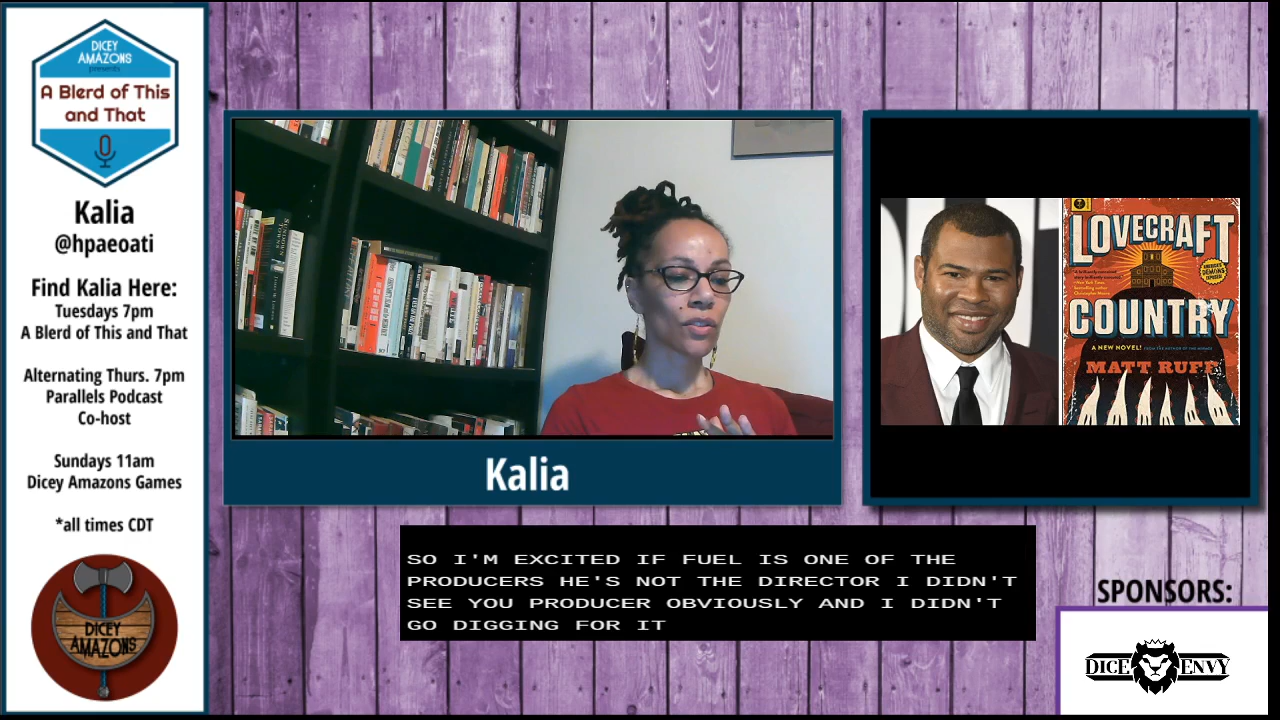 DICEY
AMAZONS
presents
A Blerd of This
and That
Kalia
@hpaeoati
Find Kalia Here:
Tuesdays 7pm
A Blerd of This and That
Alternating Thurs. 7pm
Parallels Podcast
Co-host
Sundays 11am
Dicey Amazons Games
*all times CDT
DICEY
AMAZONS
Kalia
LOVECRAFT
COUNTRY
A NEW NOVEL!
MATT RUFF
SO I'M EXCITED IF FUEL IS ONE OF THE
PRODUCERS HE'S NOT THE DIRECTOR I DIDN'T
SEE YOU PRODUCER OBVIOUSLY AND I DIDN'T
GO DIGGING FOR IT
SPONSORS:
DICE ENVY